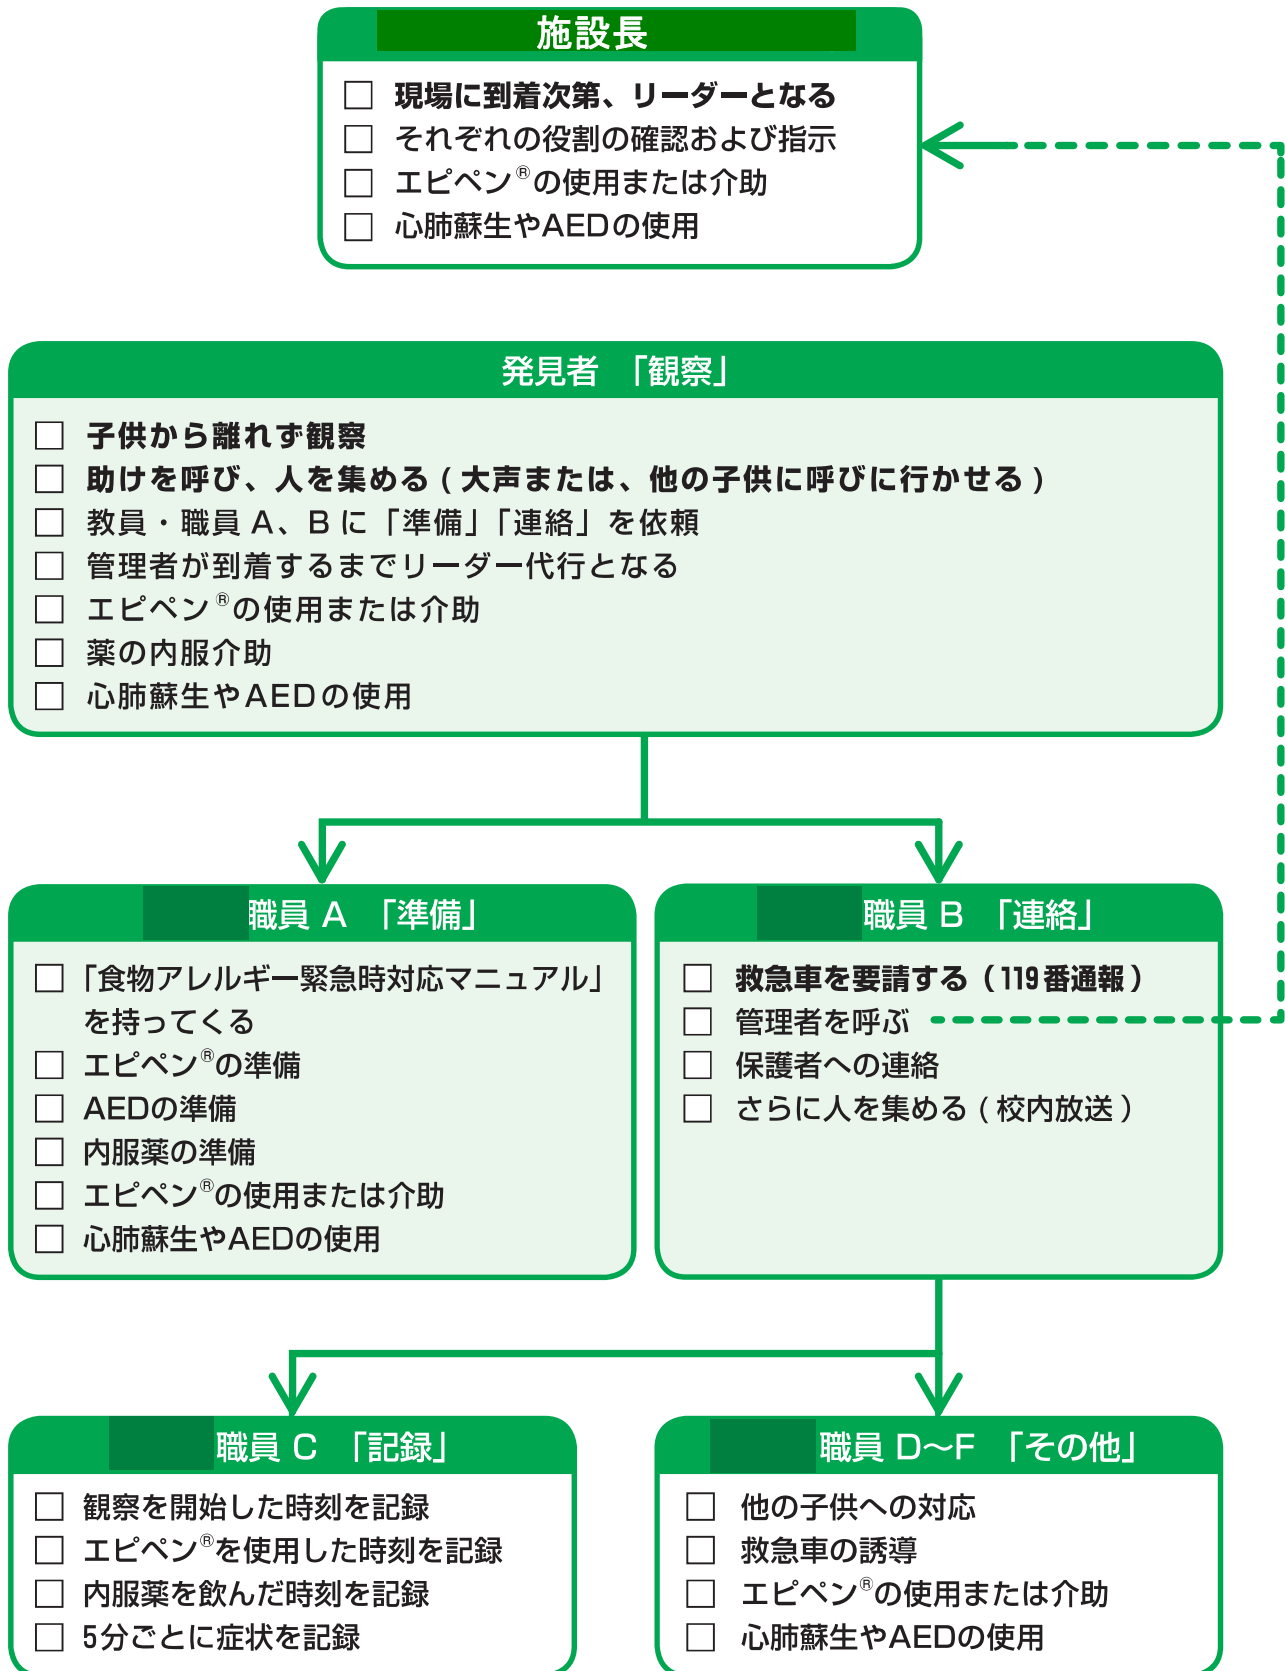 施設長
□ 現場に到着次第、リーダーとなる
□ それぞれの役割の確認および指示
□ エピペン®の使用または介助
□ 心肺蘇生やAEDの使用
発見者 「観察」
□ 子供から離れず観察
□ 助けを呼び、人を集める(大声または、他の子供に呼びに行かせる)
□ 教員・職員 A、B に「準備」「連絡」を依頼
□ 管理者が到着するまでリーダー代行となる
□ エピペン®の使用または介助
□ 薬の内服介助
□ 心肺蘇生やAEDの使用
職員 A 「準備」
□ 「食物アレルギー緊急時対応マニュアル」
を持ってくる
□ エピペン®の準備
□ AEDの準備
□ 内服薬の準備
□ エピペン®の使用または介助
□ 心肺蘇生やAEDの使用
職員 B 「連絡」
□ 救急車を要請する(119番通報)
□ 管理者を呼ぶ
□ 保護者への連絡
□ さらに人を集める(校内放送)
職員 C 「記録」
□ 観察を開始した時刻を記録
□ エピペン®を使用した時刻を記録
□ 内服薬を飲んだ時刻を記録
□ 5分ごとに症状を記録
職員 D〜F 「その他」
□ 他の子供への対応
□ 救急車の誘導
□ エピペン®の使用または介助
□ 心肺蘇生やAEDの使用